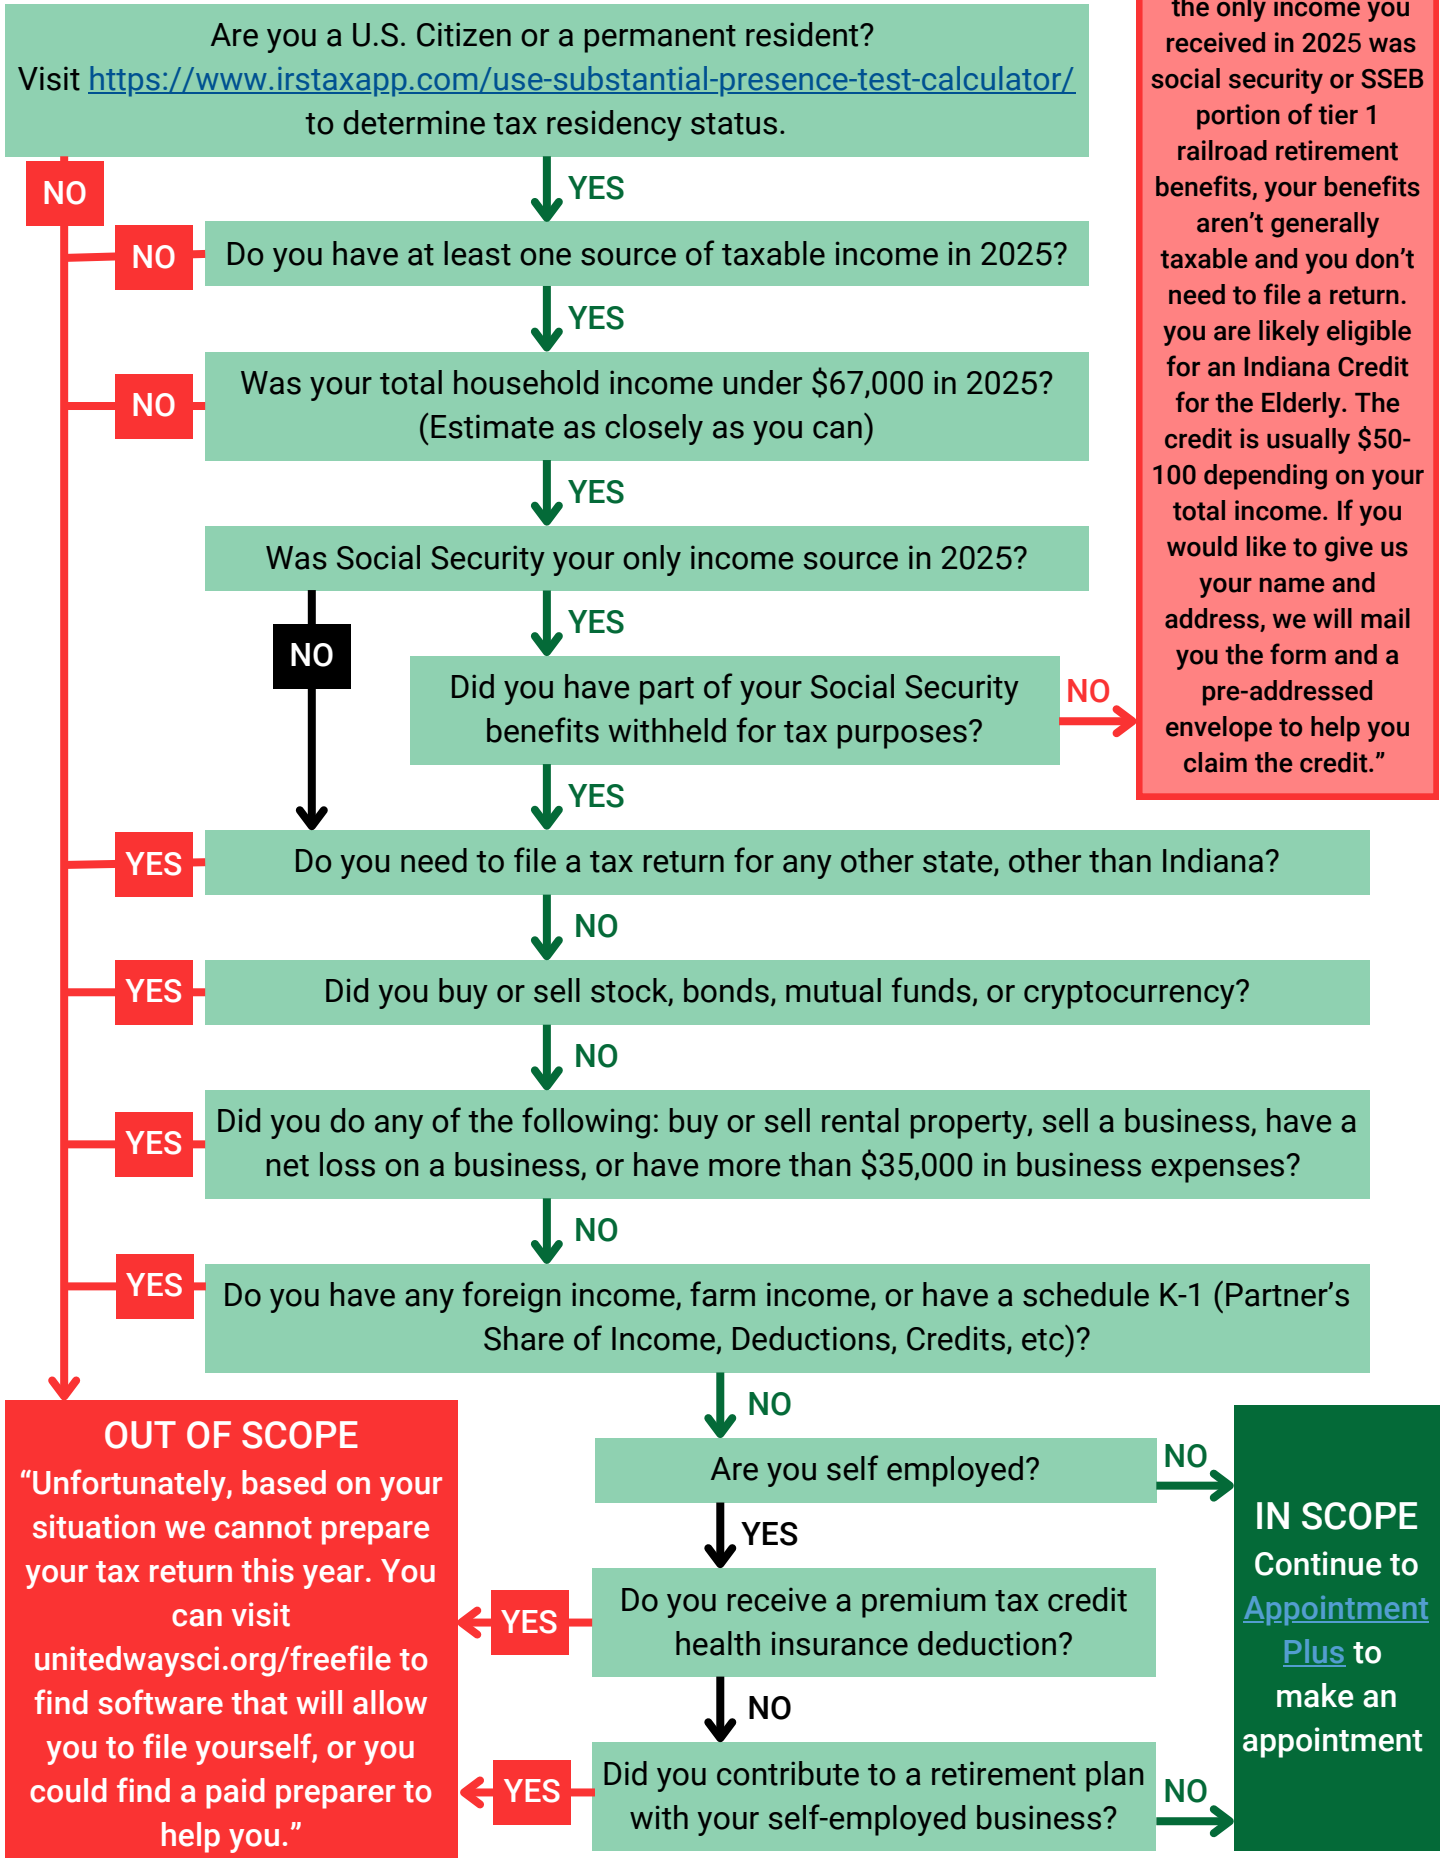 Are you a U.S. Citizen or a permanent resident?
Visit https://www.irstaxapp.com/use-substantial-presence-test-calculator/
to determine tax residency status.
NO
YES
NO
Do you have at least one source of taxable income in 2025?
YES
NO
Was your total household income under $67,000 in 2025?
(Estimate as closely as you can)
YES
Was Social Security your only income source in 2025?
NO
YES
Did you have part of your Social Security
benefits withheld for tax purposes?
NO
the only income you
received in 2025 was
social security or SSEB
portion of tier 1
railroad retirement
benefits, your benefits
aren’t generally
taxable and you don’t
need to file a return.
you are likely eligible
for an Indiana Credit
for the Elderly. The
credit is usually $50-
100 depending on your
total income. If you
would like to give us
your name and
address, we will mail
you the form and a
pre-addressed
envelope to help you
claim the credit.”
YES
YES
Do you need to file a tax return for any other state, other than Indiana?
NO
YES
Did you buy or sell stock, bonds, mutual funds, or cryptocurrency?
NO
YES
Did you do any of the following: buy or sell rental property, sell a business, have a
net loss on a business, or have more than $35,000 in business expenses?
NO
YES
Do you have any foreign income, farm income, or have a schedule K-1 (Partner’s
Share of Income, Deductions, Credits, etc)?
NO
Are you self employed?
NO
YES
Do you receive a premium tax credit
health insurance deduction?
YES
NO
Did you contribute to a retirement plan
with your self-employed business?
YES
NO
OUT OF SCOPE
“Unfortunately, based on your
situation we cannot prepare
your tax return this year. You
can visit
unitedwaysci.org/freefile to
find software that will allow
you to file yourself, or you
could find a paid preparer to
help you.”
IN SCOPE
Continue to
Appointment
Plus to
make an
appointment